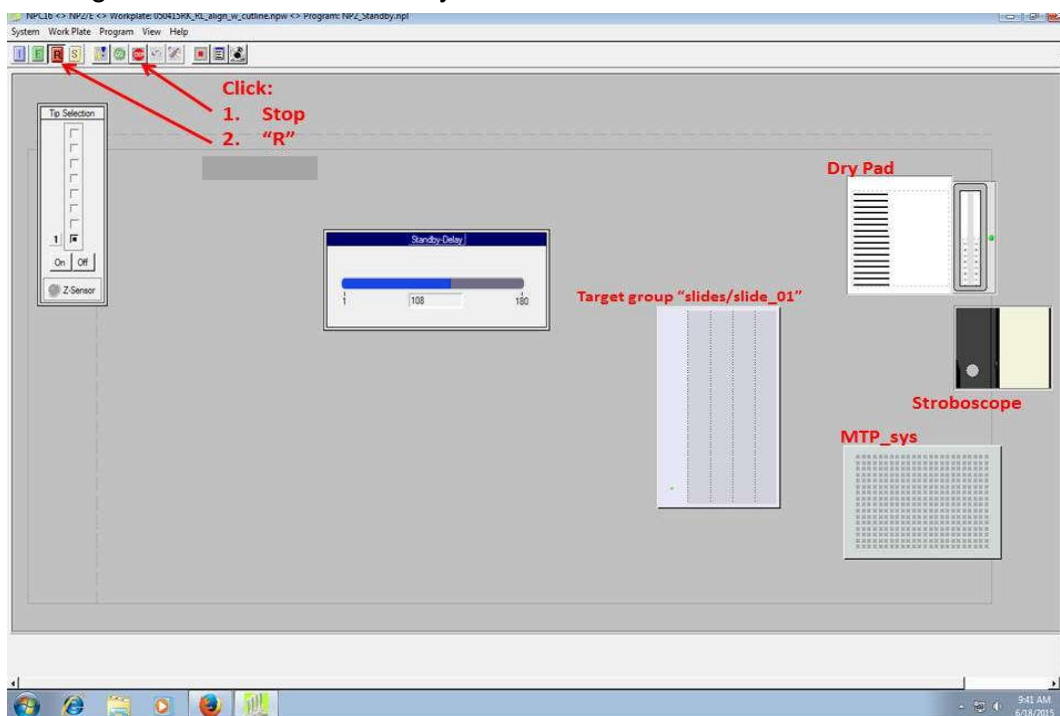 NPC16 <> NP2/E <> Workplate: 050415RK_RL_align_w_cutline.npw <> Program: NP2_Standby.npl
System Work Plate Program View Help
I E R S STOP
Click:
1. Stop
2. "R"
Tip Selection
1
On Off
Z-Sensor
Standby-Delay
1 108 180
Dry Pad
Target group "slides/slide_01"
Stroboscope
MTP_sys
9:41 AM
6/18/2015